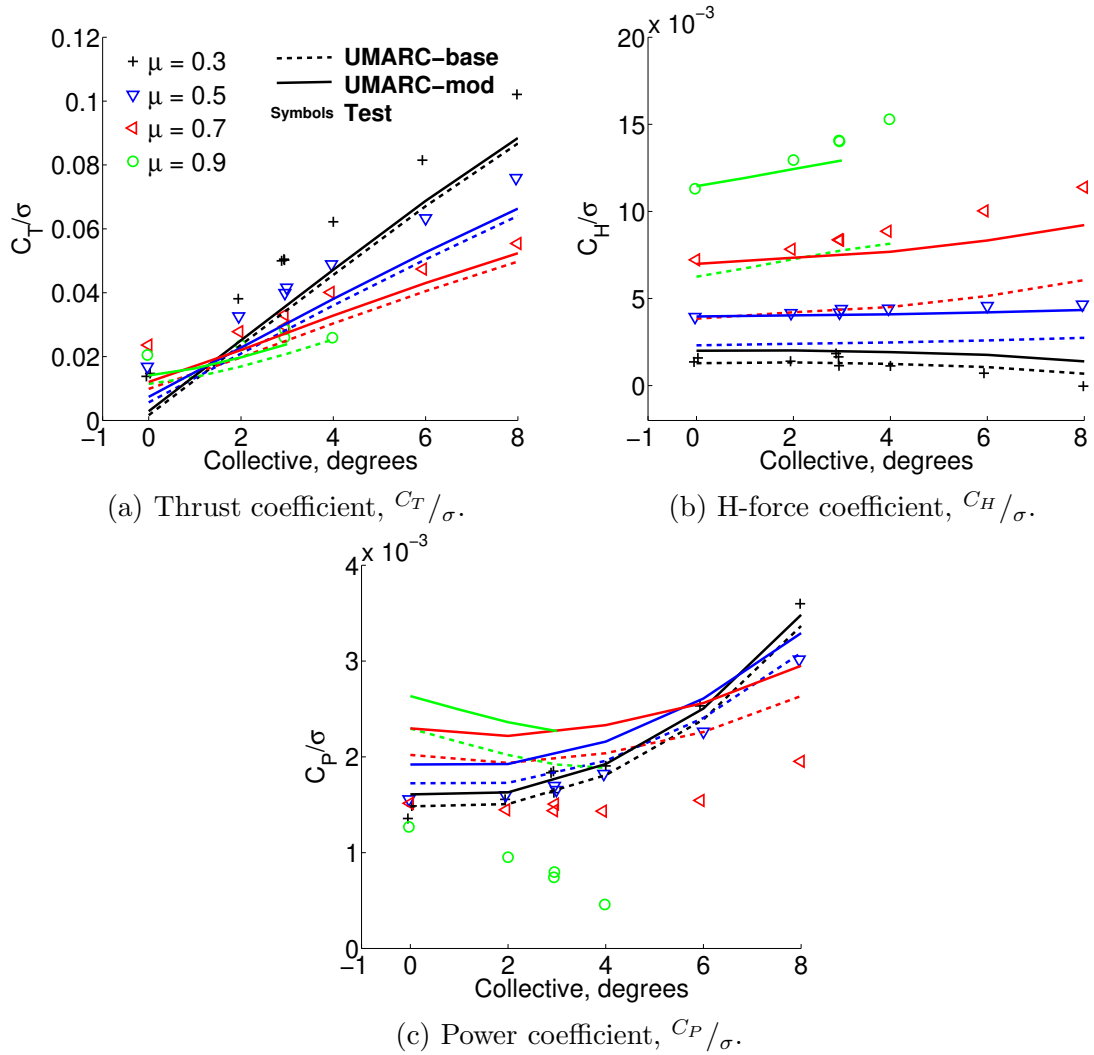 0.12
0.1
0.08
0.06
0.04
0.02
0
C_T/σ
μ = 0.3
μ = 0.5
μ = 0.7
μ = 0.9
UMARC−base
UMARC−mod
Symbols Test
−1 0 2 4 6 8
Collective, degrees
(a) Thrust coefficient, C_T/σ.
x 10⁻³
20
15
10
5
0
C_H/σ
−1 0 2 4 6 8
Collective, degrees
(b) H-force coefficient, C_H/σ.
x 10⁻³
4
3
2
1
0
C_P/σ
−1 0 2 4 6 8
Collective, degrees
(c) Power coefficient, C_P/σ.